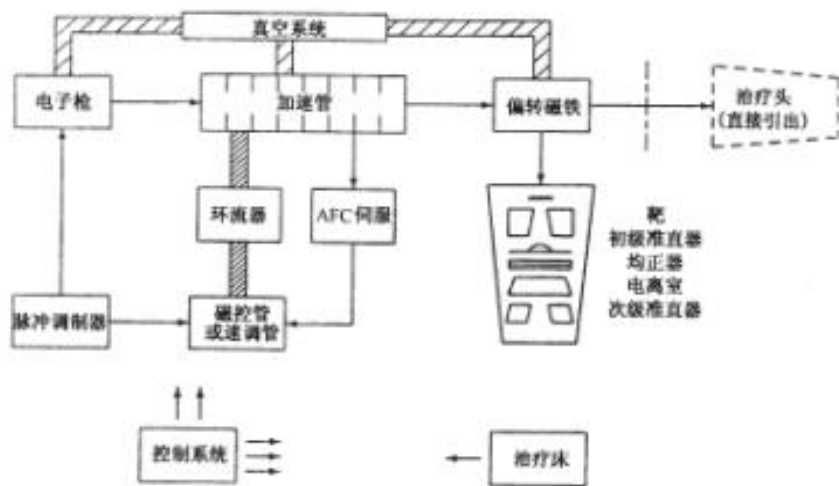 真空系统
电子枪
加速管
偏转磁铁
治疗头
(直接引出)
环流器
AFC伺服
靶
初级准直器
均正器
电离室
次级准直器
脉冲调制器
磁控管
或速调管
控制系统
治疗床